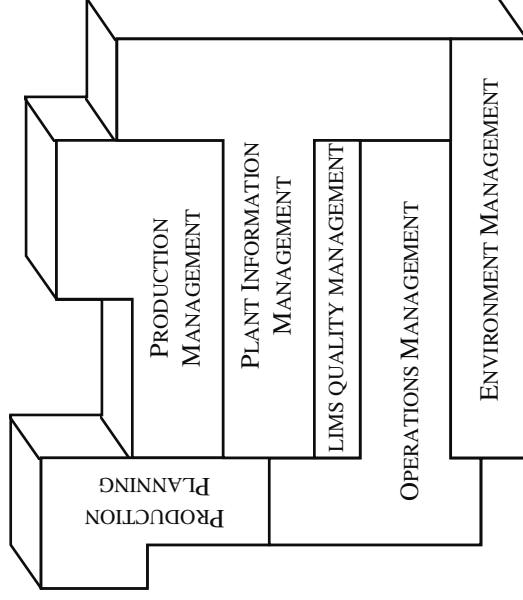 PRODUCTION
PLANNING
PRODUCTION
MANAGEMENT
PLANT INFORMATION
MANAGEMENT
LIMS QUALITY MANAGEMENT
OPERATIONS MANAGEMENT
ENVIRONMENT MANAGEMENT